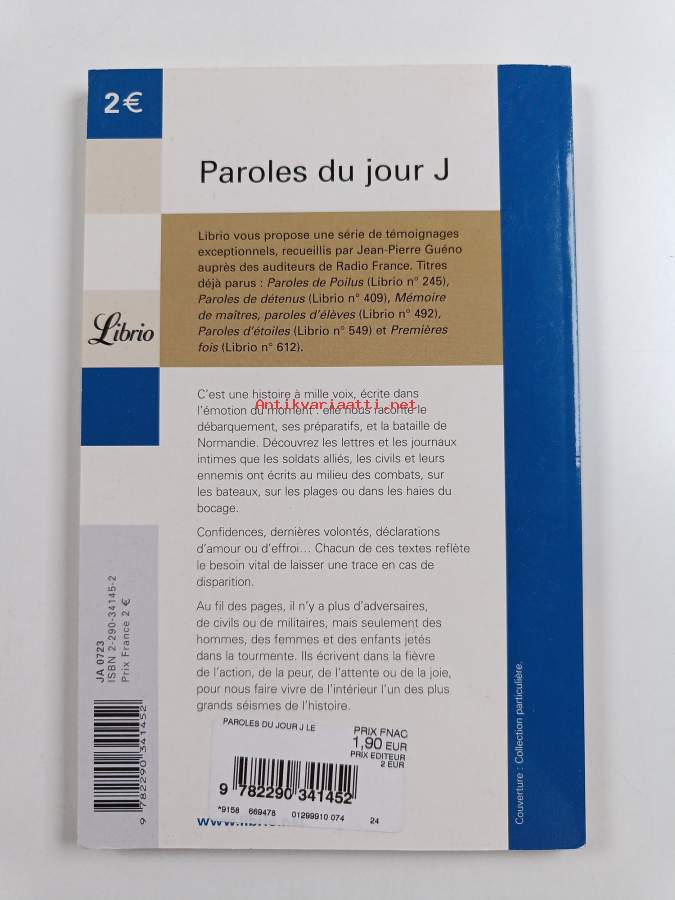 2€
Paroles du jour J
Librio vous propose une série de témoignages
exceptionnels, recueillis par Jean-Pierre Guéno
auprès des auditeurs de Radio France. Titres
déjà parus : Paroles de Poilus (Librio n° 245),
Paroles de détenus (Librio n° 409), Mémoire
de maîtres, paroles d'élèves (Librio n° 492),
Paroles d'étoiles (Librio n° 549) et Premières
fois (Librio n° 612).
Librio
C'est une histoire à mille voix, écrite dans
Antikvariaatti.net
l'émotion du moment : elle nous raconte le
débarquement, ses préparatifs, et la bataille de
Normandie. Découvrez les lettres et les journaux
intimes que les soldats alliés, les civils et leurs
ennemis ont écrits au milieu des combats, sur
les bateaux, sur les plages ou dans les haies du
bocage.
Confidences, dernières volontés, déclarations
d'amour ou d'effroi... Chacun de ces textes reflète
le besoin vital de laisser une trace en cas de
disparition.
Au fil des pages, il n'y a plus d'adversaires,
de civils ou de militaires, mais seulement des
hommes, des femmes et des enfants jetés
dans la tourmente. Ils écrivent dans la fièvre
de l'action, de la peur, de l'attente ou de la joie,
pour nous faire vivre de l'intérieur l'un des plus
grands séismes de l'histoire.
JA 0723
ISBN 2-290-34145-2
Prix France 2 €
9 782290 341452
PAROLES DU JOUR J LE
PRIX FNAC
1,90 EUR
PRIX EDITEUR
2 EUR
9 782290 341452
*9158 669478 01299910 074 24
Couverture : Collection particulière.